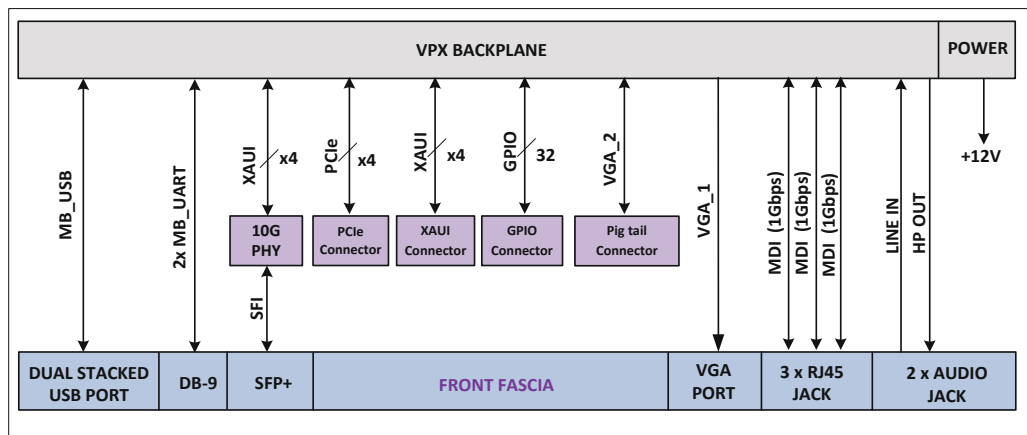 VPX BACKPLANE
POWER
MB_USB
2x MB_UART
XAUI
x4
PCIe
x4
XAUI
x4
GPIO
32
VGA_2
VGA_1
MDI (1Gbps)
MDI (1Gbps)
MDI (1Gbps)
LINE IN
HP OUT
+12V
10G
PHY
PCIe
Connector
XAUI
Connector
GPIO
Connector
Pig tail
Connector
SFI
DUAL STACKED
USB PORT
DB-9
SFP+
FRONT FASCIA
VGA
PORT
3 x RJ45
JACK
2 x AUDIO
JACK